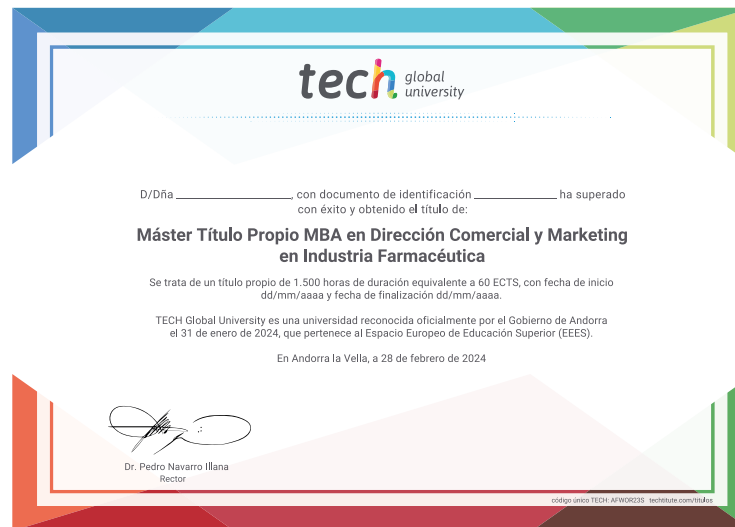 tech global
university
D/Dña ____________, con documento de identificación ____________ ha superado
con éxito y obtenido el título de:
Máster Título Propio MBA en Dirección Comercial y Marketing
en Industria Farmacéutica
Se trata de un título propio de 1.500 horas de duración equivalente a 60 ECTS, con fecha de inicio
dd/mm/aaaa y fecha de finalización dd/mm/aaaa.
TECH Global University es una universidad reconocida oficialmente por el Gobierno de Andorra
el 31 de enero de 2024, que pertenece al Espacio Europeo de Educación Superior (EEES).
En Andorra la Vella, a 28 de febrero de 2024
Dr. Pedro Navarro Illana
Rector
código único TECH: AFWOR23S techtitute.com/titulos